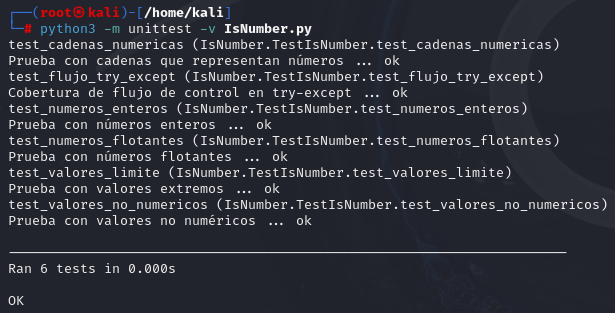 ┌──(root㉿kali)-[/home/kali]
└─# python3 -m unittest -v IsNumber.py
test_cadenas_numericas (IsNumber.TestIsNumber.test_cadenas_numericas)
Prueba con cadenas que representan números ... ok
test_flujo_try_except (IsNumber.TestIsNumber.test_flujo_try_except)
Cobertura de flujo de control en try-except ... ok
test_numeros_enteros (IsNumber.TestIsNumber.test_numeros_enteros)
Prueba con números enteros ... ok
test_numeros_flotantes (IsNumber.TestIsNumber.test_numeros_flotantes)
Prueba con números flotantes ... ok
test_valores_limite (IsNumber.TestIsNumber.test_valores_limite)
Prueba con valores extremos ... ok
test_valores_no_numericos (IsNumber.TestIsNumber.test_valores_no_numericos)
Prueba con valores no numéricos ... ok
----------------------------------------------------------------------
Ran 6 tests in 0.000s
OK